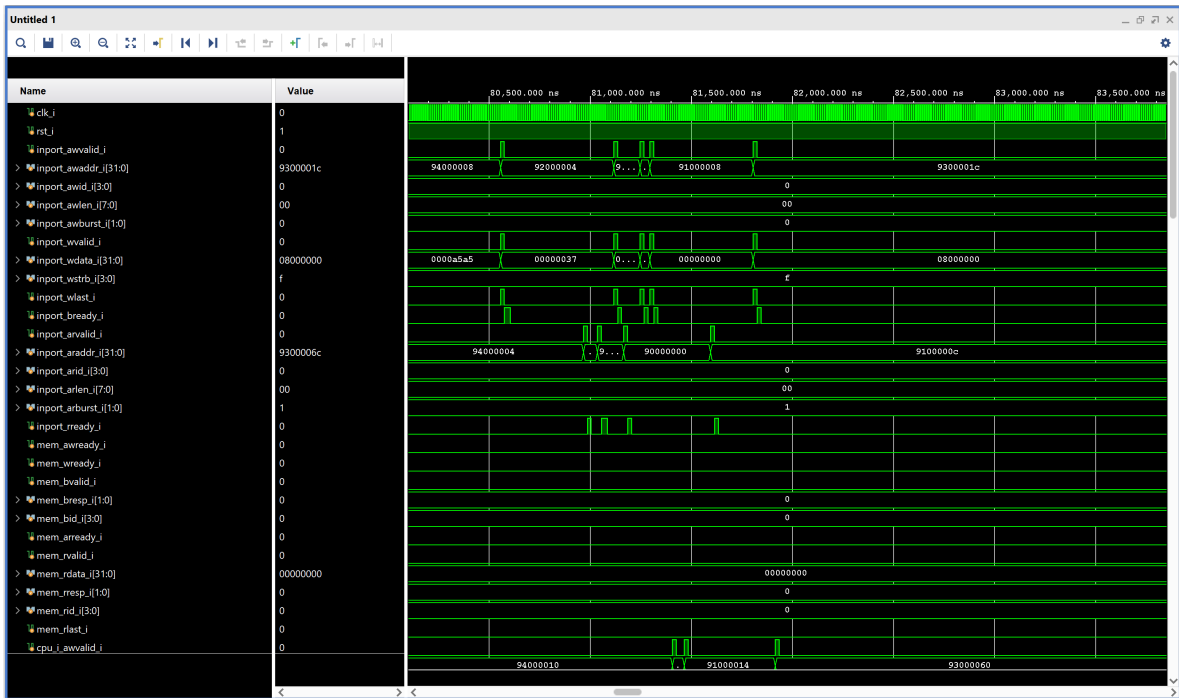 Untitled 1
Name Value
80,500.000 ns 81,000.000 ns 81,500.000 ns 82,000.000 ns 82,500.000 ns 83,000.000 ns 83,500.000 ns
clk_i 0
rst_i 1
inport_awvalid_i 0
inport_awaddr_i[31:0] 9300001c 94000008 92000004 9... . 91000008 9300001c
inport_awid_i[3:0] 0 0
inport_awlen_i[7:0] 00 00
inport_awburst_i[1:0] 0 0
inport_wvalid_i 0
inport_wdata_i[31:0] 08000000 0000a5a5 00000037 0... . 00000000 08000000
inport_wstrb_i[3:0] f f
inport_wlast_i 0
inport_bready_i 0
inport_arvalid_i 0
inport_araddr_i[31:0] 9300006c 94000004 . 9... 90000000 9100000c
inport_arid_i[3:0] 0 0
inport_arlen_i[7:0] 00 00
inport_arburst_i[1:0] 1 1
inport_rready_i 0
mem_awready_i 0
mem_wready_i 0
mem_bvalid_i 0
mem_bresp_i[1:0] 0 0
mem_bid_i[3:0] 0 0
mem_arready_i 0
mem_rvalid_i 0
mem_rdata_i[31:0] 00000000 00000000
mem_rresp_i[1:0] 0 0
mem_rid_i[3:0] 0 0
mem_rlast_i 0
cpu_i_awvalid_i 0
94000010 . 91000014 93000060